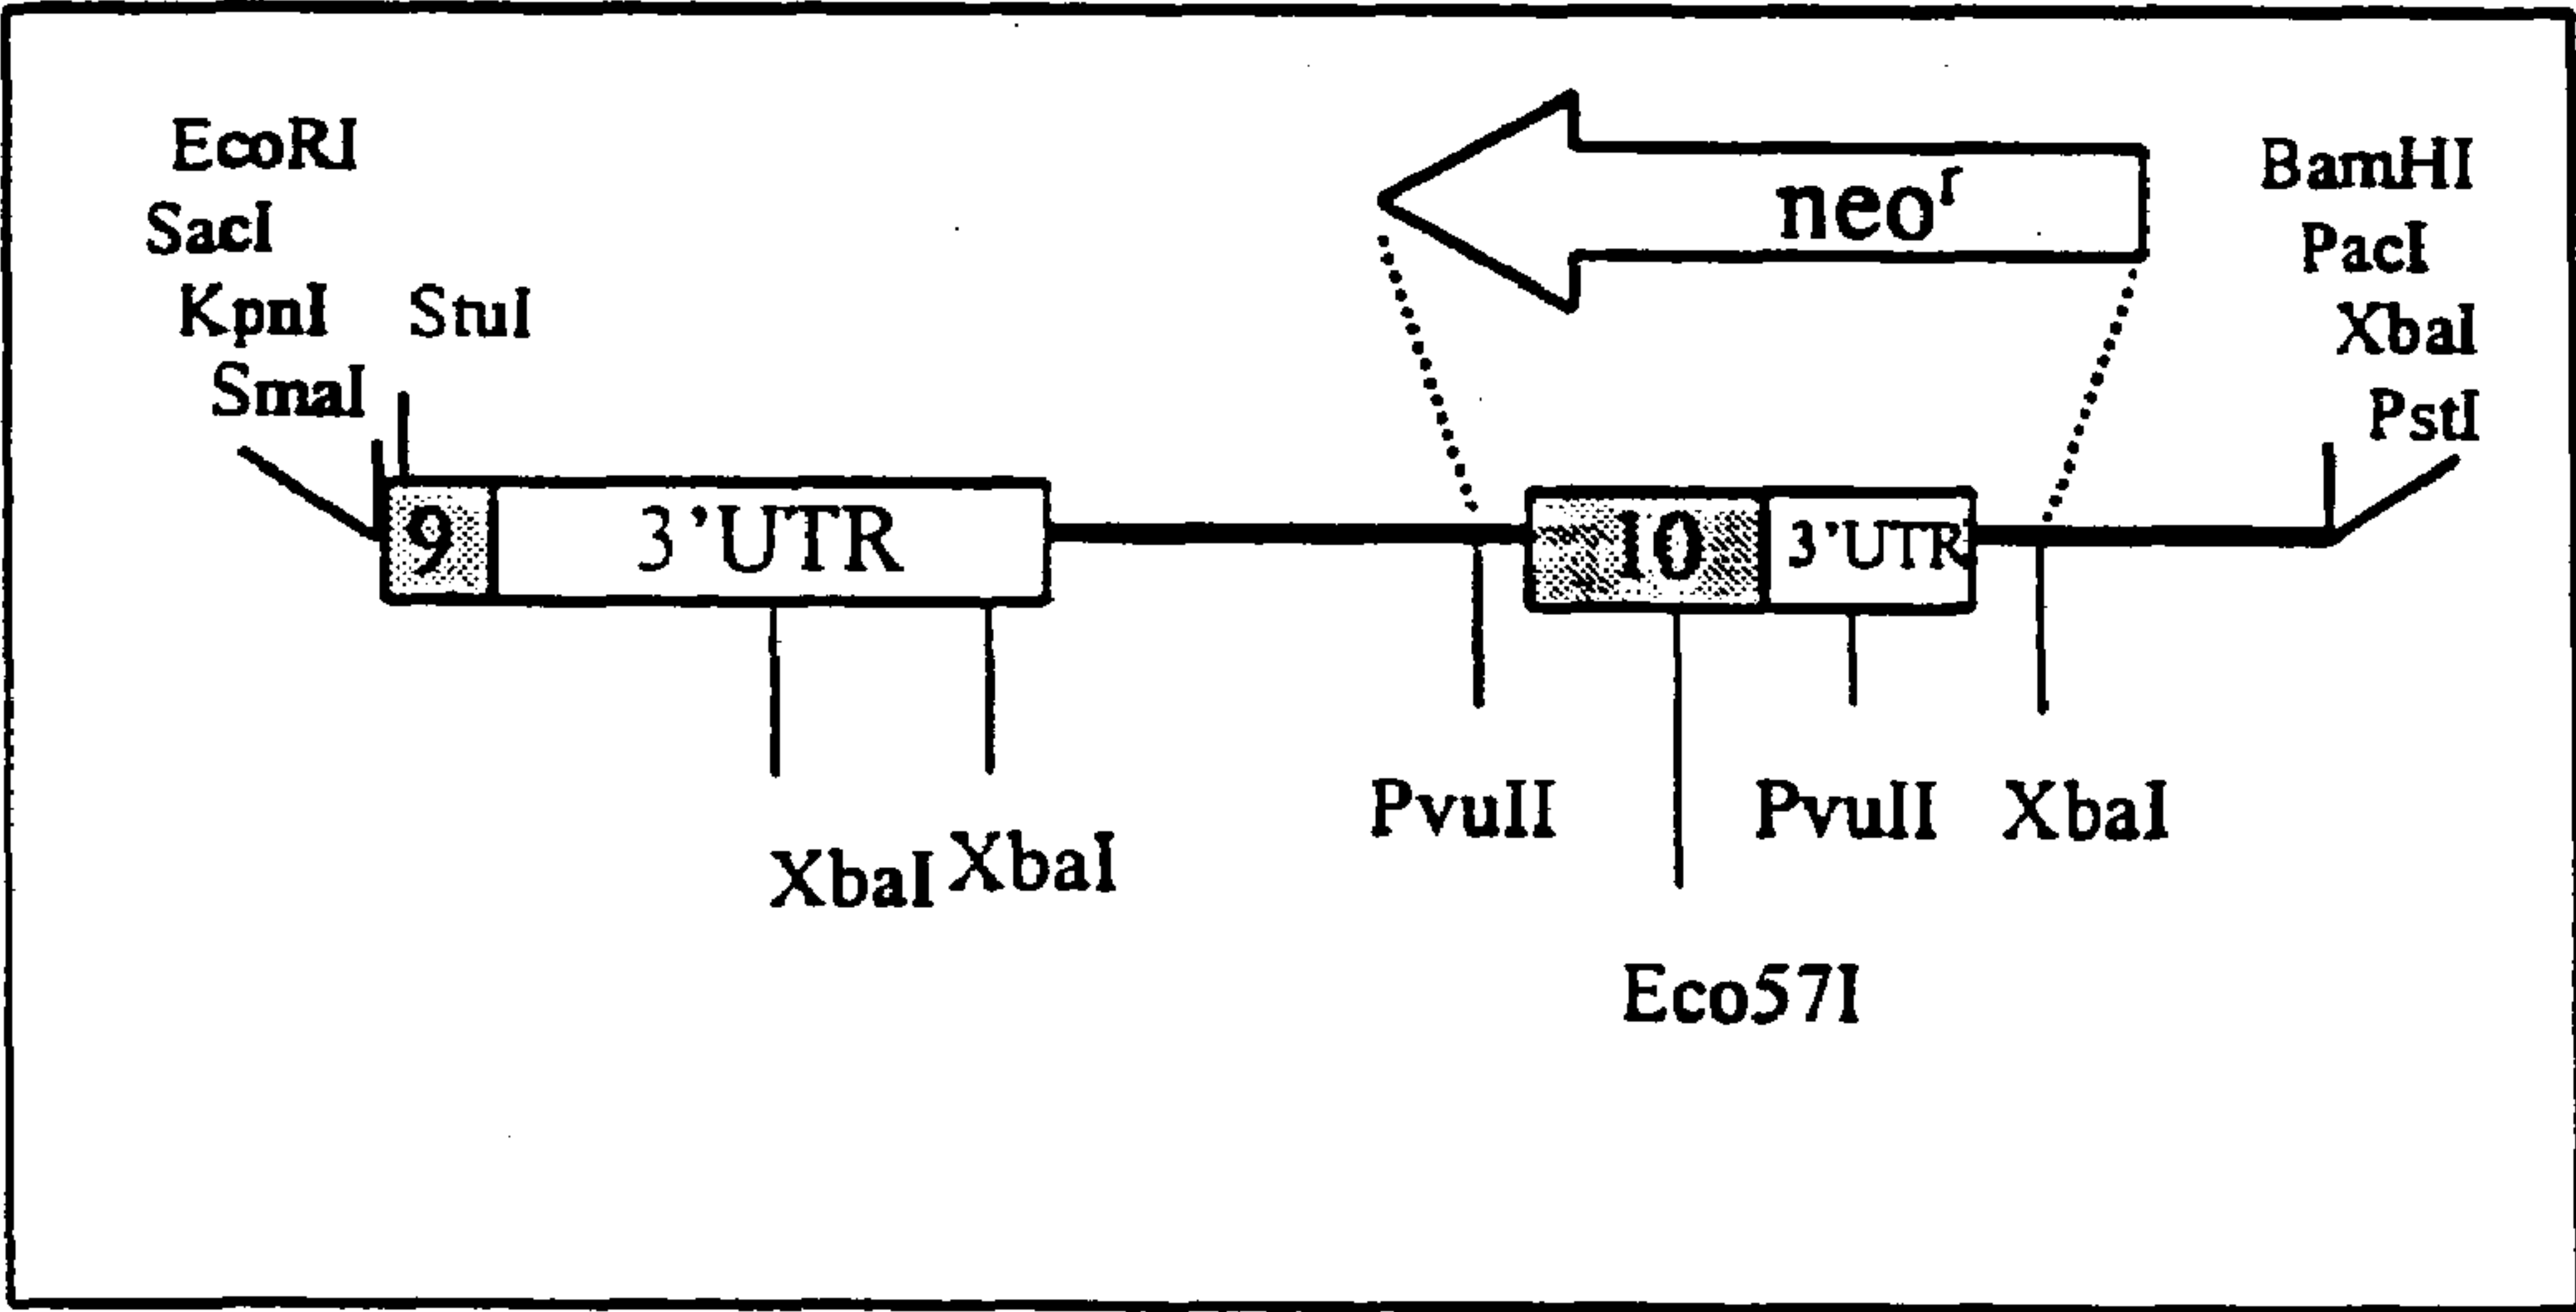 EcoRI
SacI
KpnI
SmaI
StuI
neoʳ
BamHI
PacI
XbaI
PstI
9
3'UTR
10
3'UTR
XbaI
XbaI
PvuII
Eco57I
PvuII
XbaI